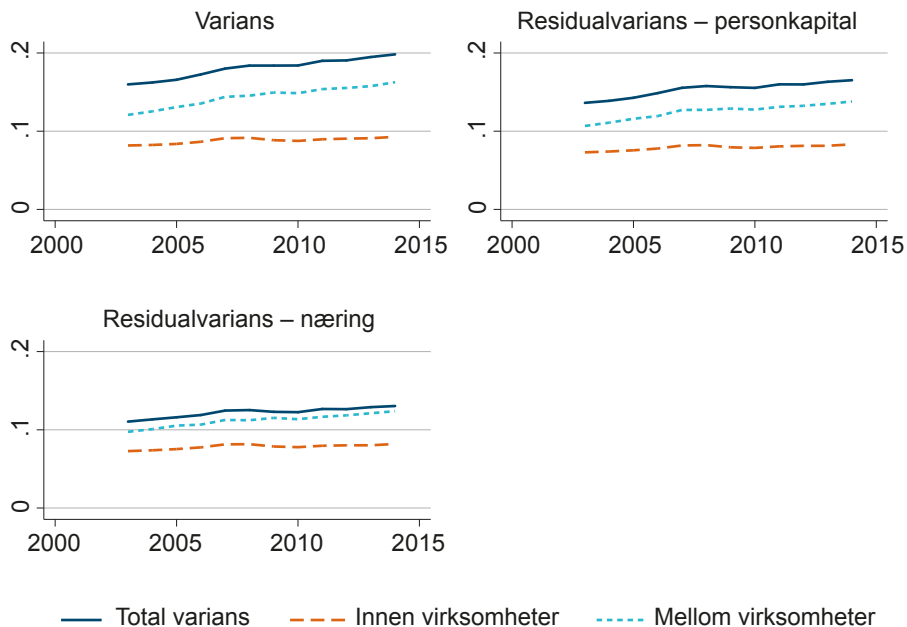 Varians
.2
.1
0
2000 2005 2010 2015
Residualvarians – personkapital
.2
.1
0
2000 2005 2010 2015
Residualvarians – næring
.2
.1
0
2000 2005 2010 2015
Total varians Innen virksomheter Mellom virksomheter